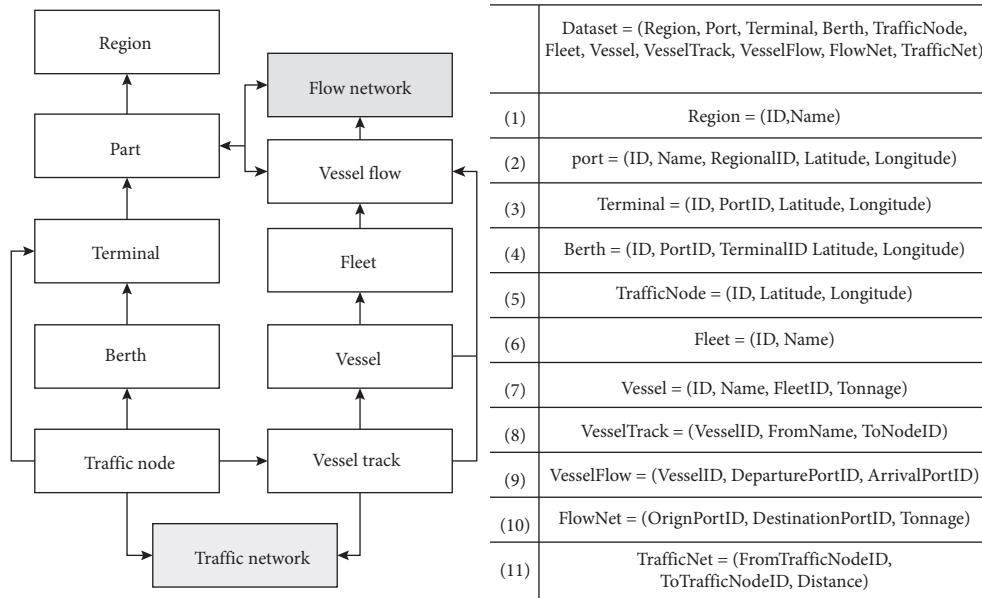 Region
Part
Terminal
Berth
Traffic node
Flow network
Vessel flow
Fleet
Vessel
Vessel track
Traffic network
Dataset = (Region, Port, Terminal, Berth, TrafficNode,
Fleet, Vessel, VesselTrack, VesselFlow, FlowNet, TrafficNet)
(1) Region = (ID,Name)
(2) port = (ID, Name, RegionalID, Latitude, Longitude)
(3) Terminal = (ID, PortID, Latitude, Longitude)
(4) Berth = (ID, PortID, TerminalID Latitude, Longitude)
(5) TrafficNode = (ID, Latitude, Longitude)
(6) Fleet = (ID, Name)
(7) Vessel = (ID, Name, FleetID, Tonnage)
(8) VesselTrack = (VesselID, FromName, ToNodeID)
(9) VesselFlow = (VesselID, DeparturePortID, ArrivalPortID)
(10) FlowNet = (OrignPortID, DestinationPortID, Tonnage)
(11) TrafficNet = (FromTrafficNodeID,
ToTrafficNodeID, Distance)